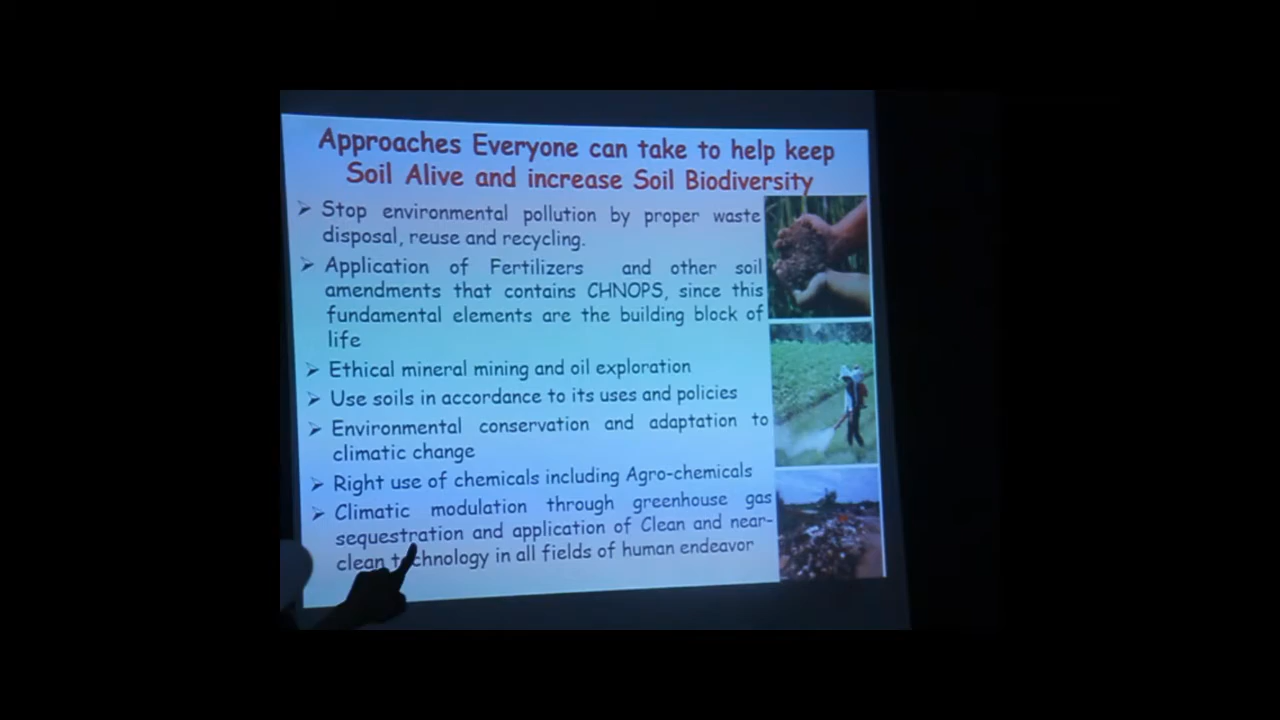 Approaches Everyone can take to help keep
Soil Alive and increase Soil Biodiversity
➢ Stop environmental pollution by proper waste
disposal, reuse and recycling.
➢ Application of Fertilizers and other soil
amendments that contains CHNOPS, since this
fundamental elements are the building block of
life
➢ Ethical mineral mining and oil exploration
➢ Use soils in accordance to its uses and policies
➢ Environmental conservation and adaptation to
climatic change
➢ Right use of chemicals including Agro-chemicals
➢ Climatic modulation through greenhouse gas
sequestration and application of Clean and near-
clean technology in all fields of human endeavor